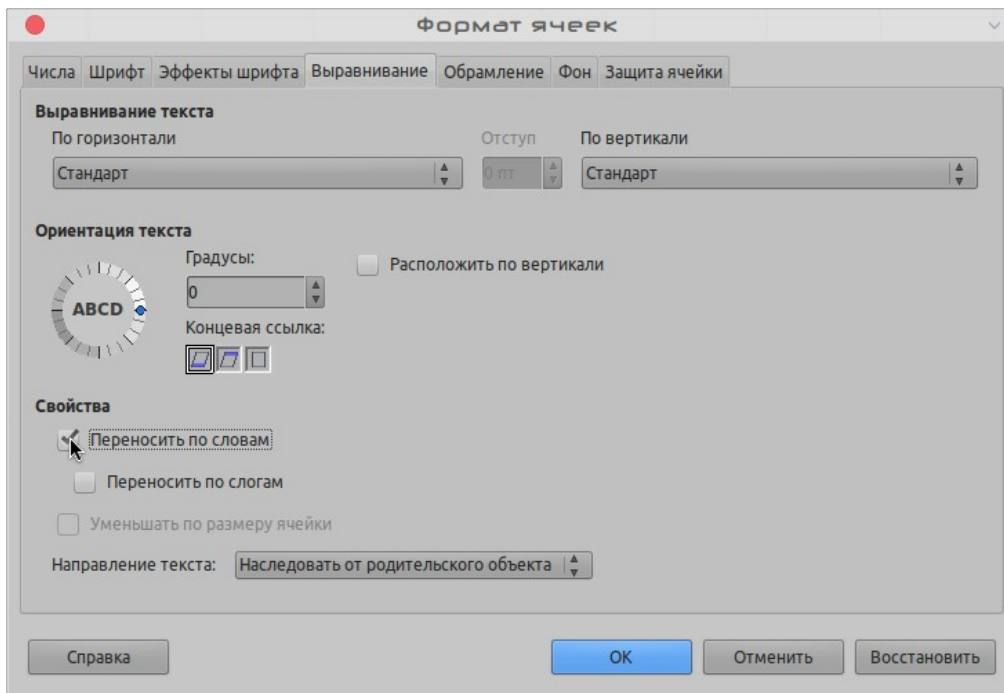 Формат ячеек
Числа Шрифт Эффекты шрифта Выравнивание Обрамление Фон Защита ячейки
Выравнивание текста
По горизонтали Отступ По вертикали
Стандарт 0 пт Стандарт
Ориентация текста
Градусы:
Расположить по вертикали
0
ABCD
Концевая ссылка:
Свойства
Переносить по словам
Переносить по слогам
Уменьшать по размеру ячейки
Направление текста: Наследовать от родительского объекта
Справка ОК Отменить Восстановить